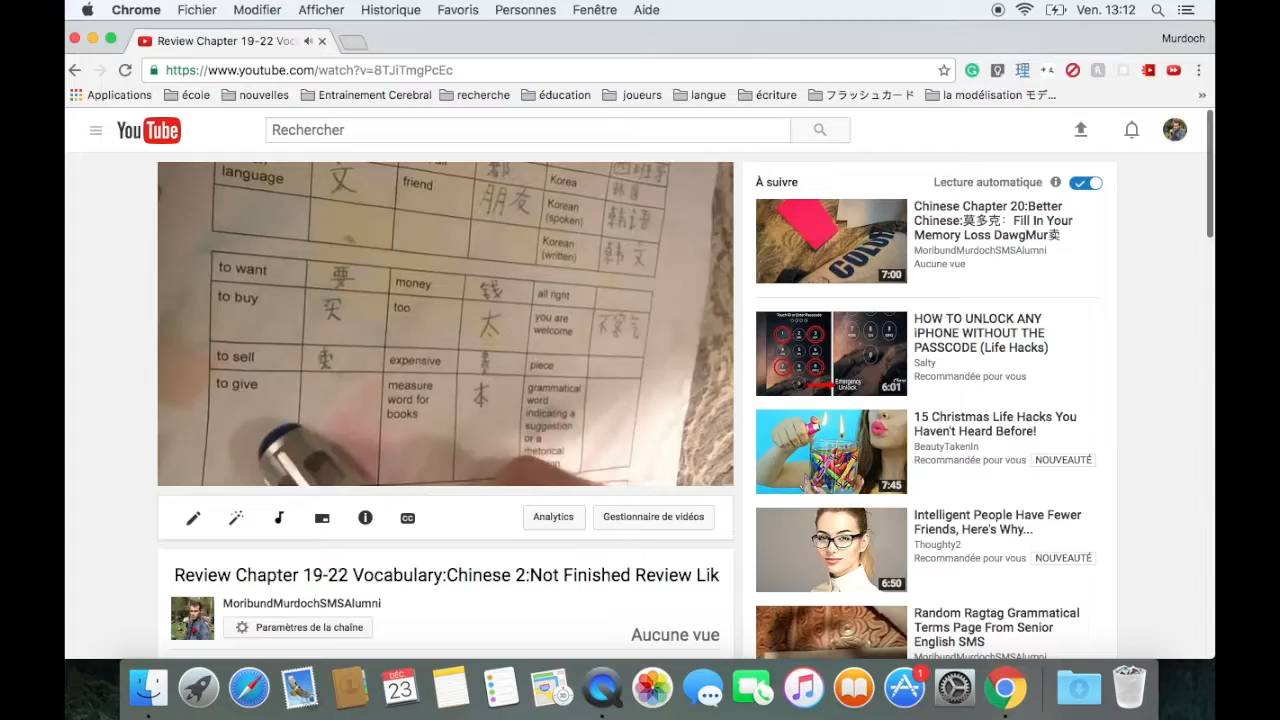 Chrome Fichier Modifier Afficher Historique Favoris Personnes Fenêtre Aide Ven. 13:12
Review Chapter 19-22 Voc
Murdoch
https://www.youtube.com/watch?v=8TJiTmgPcEc
Applications école nouvelles Entrainement Cerebral recherche éducation joueurs langue écriture フラッシュカード la modélisation モデ...
YouTube
Rechercher
language 文 friend 朋友 Korea
Korean (spoken) 韩语
Korean (written) 韩文
to want 要 money 钱 all right
to buy 买 too 太 you are welcome 不客气
to sell 卖 expensive 贵 piece
to give measure word for books 本 grammatical word indicating a suggestion or a rhetorical
Analytics
Gestionnaire de vidéos
Review Chapter 19-22 Vocabulary:Chinese 2:Not Finished Review Lik
MoribundMurdochSMSAlumni
Paramètres de la chaîne
Aucune vue
À suivre
Lecture automatique
Chinese Chapter 20:Better
Chinese:莫多克：Fill In Your
Memory Loss DawgMur卖
MoribundMurdochSMSAlumni
Aucune vue
COLOR
7:00
HOW TO UNLOCK ANY
iPHONE WITHOUT THE
PASSCODE (Life Hacks)
Salty
Recommandée pour vous
Emergency
Unlock
6:01
15 Christmas Life Hacks You
Haven't Heard Before!
BeautyTakenIn
Recommandée pour vous NOUVEAUTÉ
7:45
Intelligent People Have Fewer
Friends, Here's Why...
Thoughty2
Recommandée pour vous NOUVEAUTÉ
6:50
Random Ragtag Grammatical
Terms Page From Senior
English SMS
MoribundMurdochSMSAlumni
DÉC
23
1